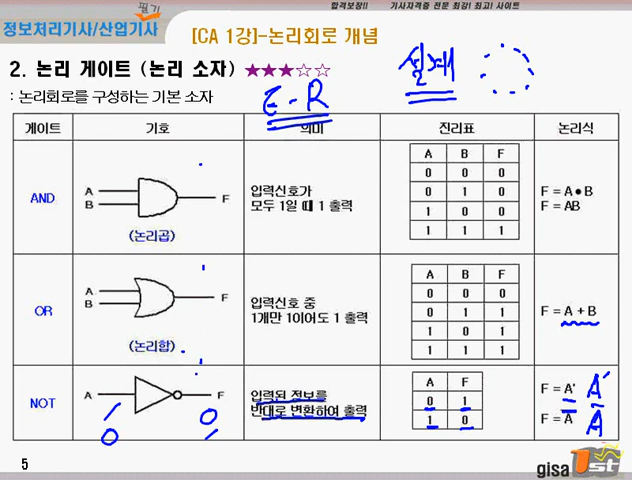 합격보장!! 기사자격증 전문 최강! 최고! 사이트
정보처리기사/산업기사
필기
[CA 1강]-논리회로 개념
2. 논리 게이트 (논리 소자) ★★★☆☆
설계
: 논리회로를 구성하는 기본 소자
E-R
게이트 기호 의미 진리표 논리식
AND
A
B
F
(논리곱)
입력신호가
모두 1일 때 1 출력
A B F
0 0 0
0 1 0
1 0 0
1 1 1
F = A●B
F = AB
OR
A
B
F
(논리합)
입력신호 중
1개만 1이어도 1 출력
A B F
0 0 0
0 1 1
1 0 1
1 1 1
F = A + B
NOT
A
F
0
0
입력된 정보를
반대로 변환하여 출력
A F
0 1
1 0
F = A'
F = A̅
A'
A̅
5
gisa 1st